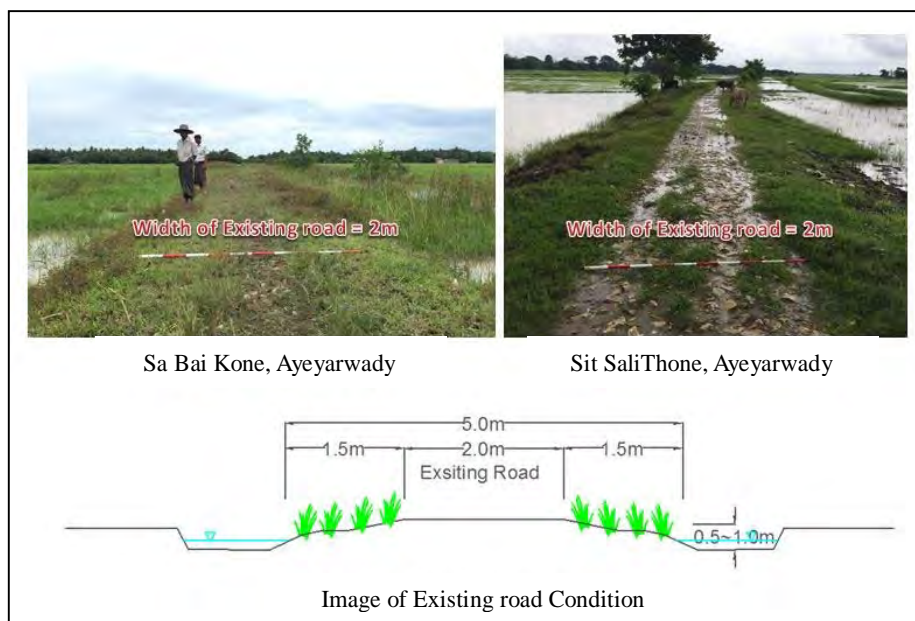 Width of Existing road = 2m
Width of Existing road = 2m
Sa Bai Kone, Ayeyarwady
Sit SaliThone, Ayeyarwady
5.0m
1.5m
2.0m
1.5m
Exsiting Road
0.5~1.0m
Image of Existing road Condition